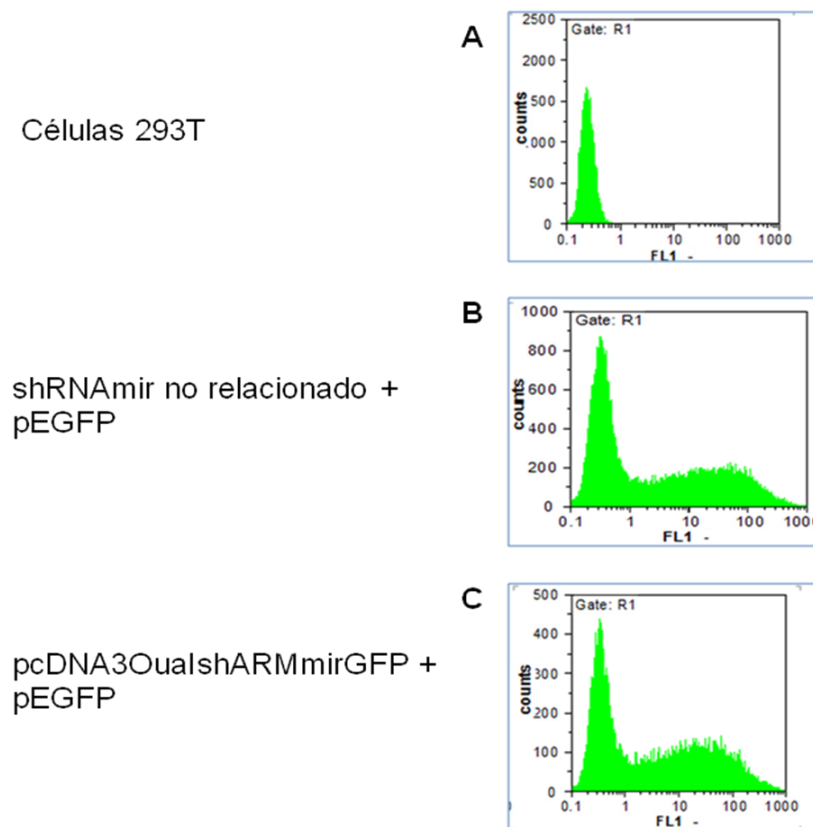 A
Gate: R1
2500
2000
500
.000
500
0
counts
0.1 1 10 100 1000
FL1 -
Células 293T
B
Gate: R1
1000
800
600
400
200
0
counts
0.1 1 10 100 1000
FL1 -
shRNAmir no relacionado +
pEGFP
C
Gate: R1
500
400
300
200
100
0
counts
0.1 1 10 100 1000
FL1 -
pcDNA3OuaIshARMmirGFP +
pEGFP